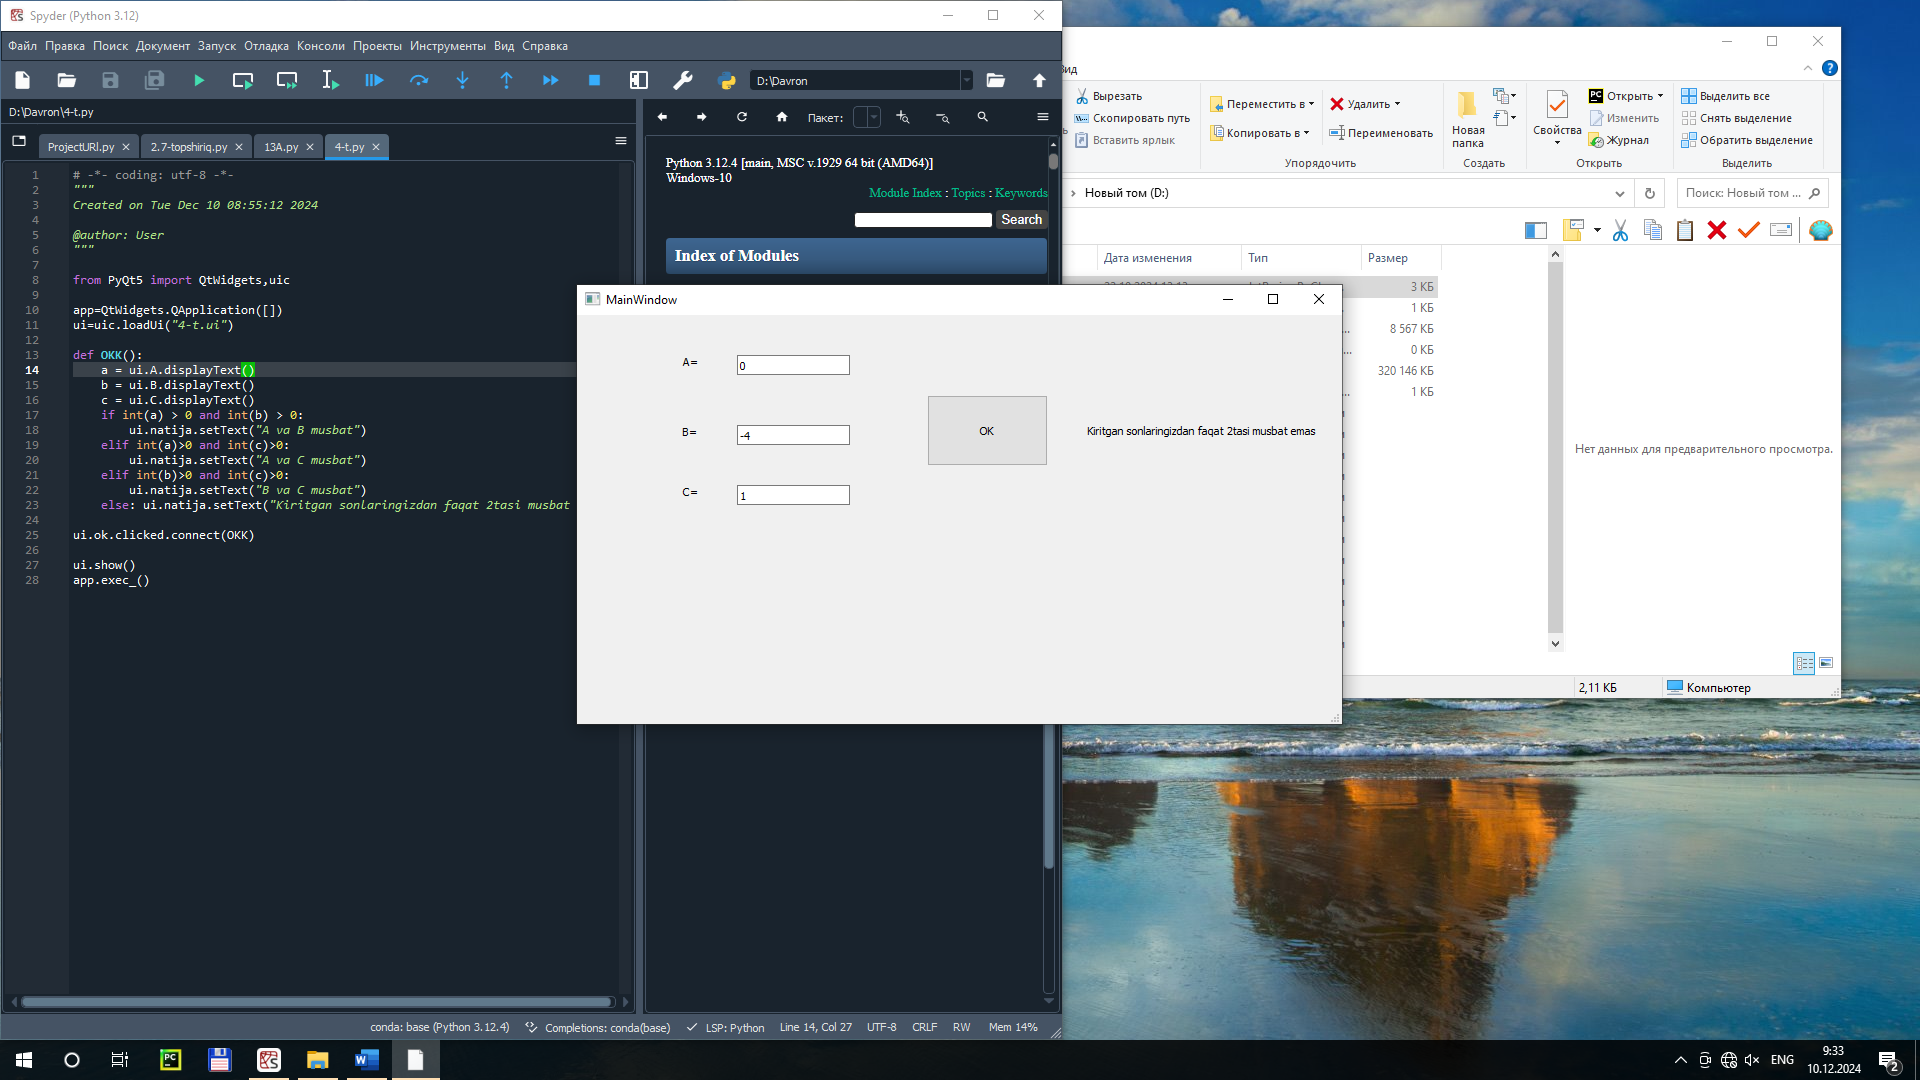 Spyder (Python 3.12)
Файл Правка Поиск Документ Запуск Отладка Консоли Проекты Инструменты Вид Справка
D:\Davron
D:\Davron\4-t.py
ProjectURI.py
2.7-topshiriq.py
13A.py
4-t.py
1 # -*- coding: utf-8 -*-
2 """
3 Created on Tue Dec 10 08:55:12 2024
4
5 @author: User
6 """
7
8 from PyQt5 import QtWidgets,uic
9
10 app=QtWidgets.QApplication([])
11 ui=uic.loadUi("4-t.ui")
12
13 def OKK():
14 a = ui.A.displayText()
15 b = ui.B.displayText()
16 c = ui.C.displayText()
17 if int(a) > 0 and int(b) > 0:
18 ui.natija.setText("A va B musbat")
19 elif int(a)>0 and int(c)>0:
20 ui.natija.setText("A va C musbat")
21 elif int(b)>0 and int(c)>0:
22 ui.natija.setText("B va C musbat")
23 else: ui.natija.setText("Kiritgan sonlaringizdan faqat 2tasi musbat
24
25 ui.ok.clicked.connect(OKK)
26
27 ui.show()
28 app.exec_()
Пакет:
Python 3.12.4 [main, MSC v.1929 64 bit (AMD64)]
Windows-10
Module Index : Topics : Keywords
Search
Index of Modules
MainWindow
A= 0
B= -4
C= 1
OK
Kiritgan sonlaringizdan faqat 2tasi musbat emas
conda: base (Python 3.12.4) Completions: conda(base) LSP: Python Line 14, Col 27 UTF-8 CRLF RW Mem 14%
Вырезать
Скопировать путь
Вставить ярлык
Переместить в
Копировать в
Удалить
Переименовать
Упорядочить
Новая
папка
Создать
Свойства
Открыть
Изменить
Журнал
Открыть
Выделить все
Снять выделение
Обратить выделение
Выделить
Новый том (D:)
Поиск: Новый том ...
Дата изменения Тип Размер
3 КБ
1 КБ
8 567 КБ
0 КБ
320 146 КБ
1 КБ
Нет данных для предварительного просмотра.
2,11 КБ
Компьютер
PC
ENG
9:33
10.12.2024
2